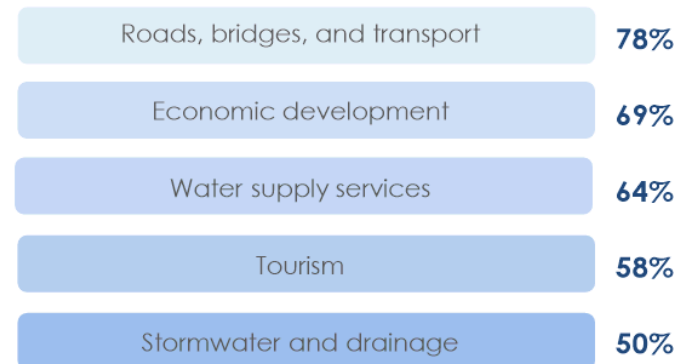 Roads, bridges, and transport 78%
Economic development 69%
Water supply services 64%
Tourism 58%
Stormwater and drainage 50%